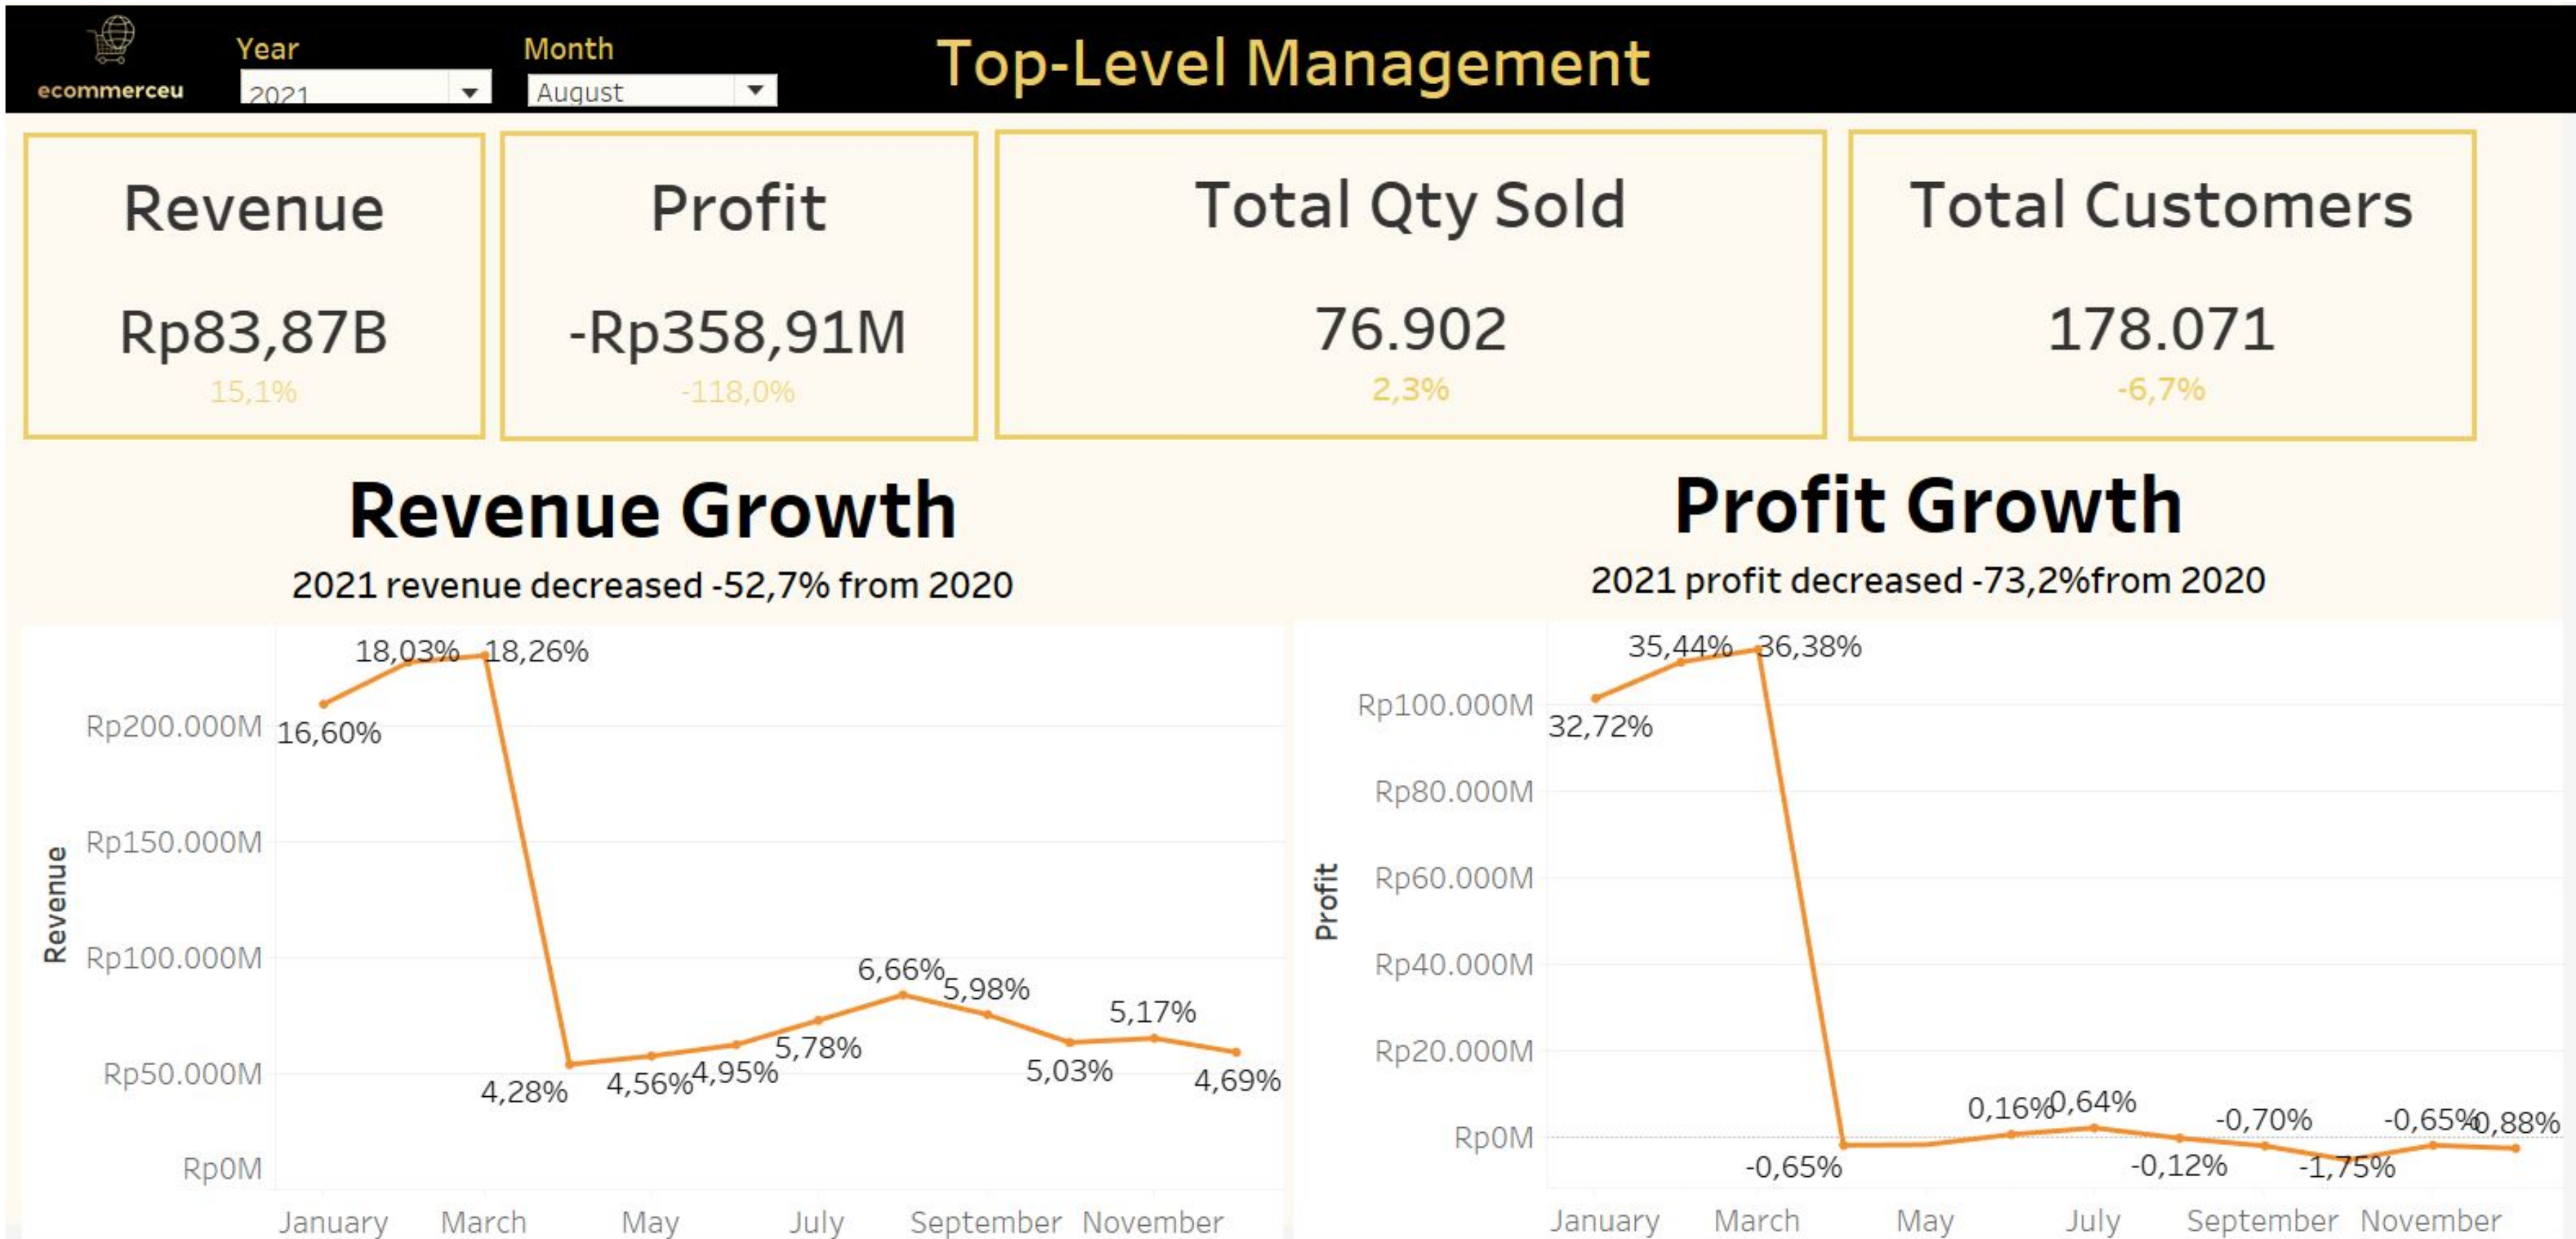 ecommerceu
Year
2021
Month
August
Top-Level Management
Revenue
Rp83,87B
15,1%
Profit
-Rp358,91M
-118,0%
Total Qty Sold
76.902
2,3%
Total Customers
178.071
-6,7%
Revenue Growth
2021 revenue decreased -52,7% from 2020
Revenue
Rp200.000M
Rp150.000M
Rp100.000M
Rp50.000M
Rp0M
16,60%
18,03%
18,26%
4,28%
4,56%
4,95%
5,78%
6,66%
5,98%
5,03%
5,17%
4,69%
January
March
May
July
September
November
Profit Growth
2021 profit decreased -73,2%from 2020
Profit
Rp100.000M
Rp80.000M
Rp60.000M
Rp40.000M
Rp20.000M
Rp0M
32,72%
35,44%
36,38%
-0,65%
0,16%
0,64%
-0,12%
-0,70%
-1,75%
-0,65%
-0,88%
January
March
May
July
September
November